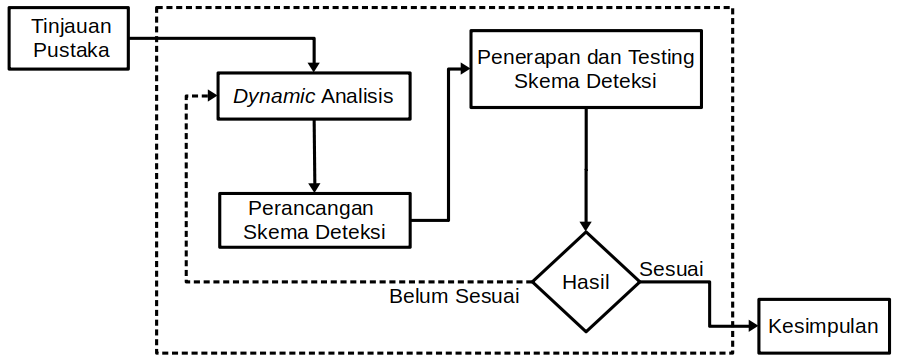 Tinjauan
Pustaka
Dynamic Analisis
Perancangan
Skema Deteksi
Penerapan dan Testing
Skema Deteksi
Hasil
Sesuai
Belum Sesuai
Kesimpulan